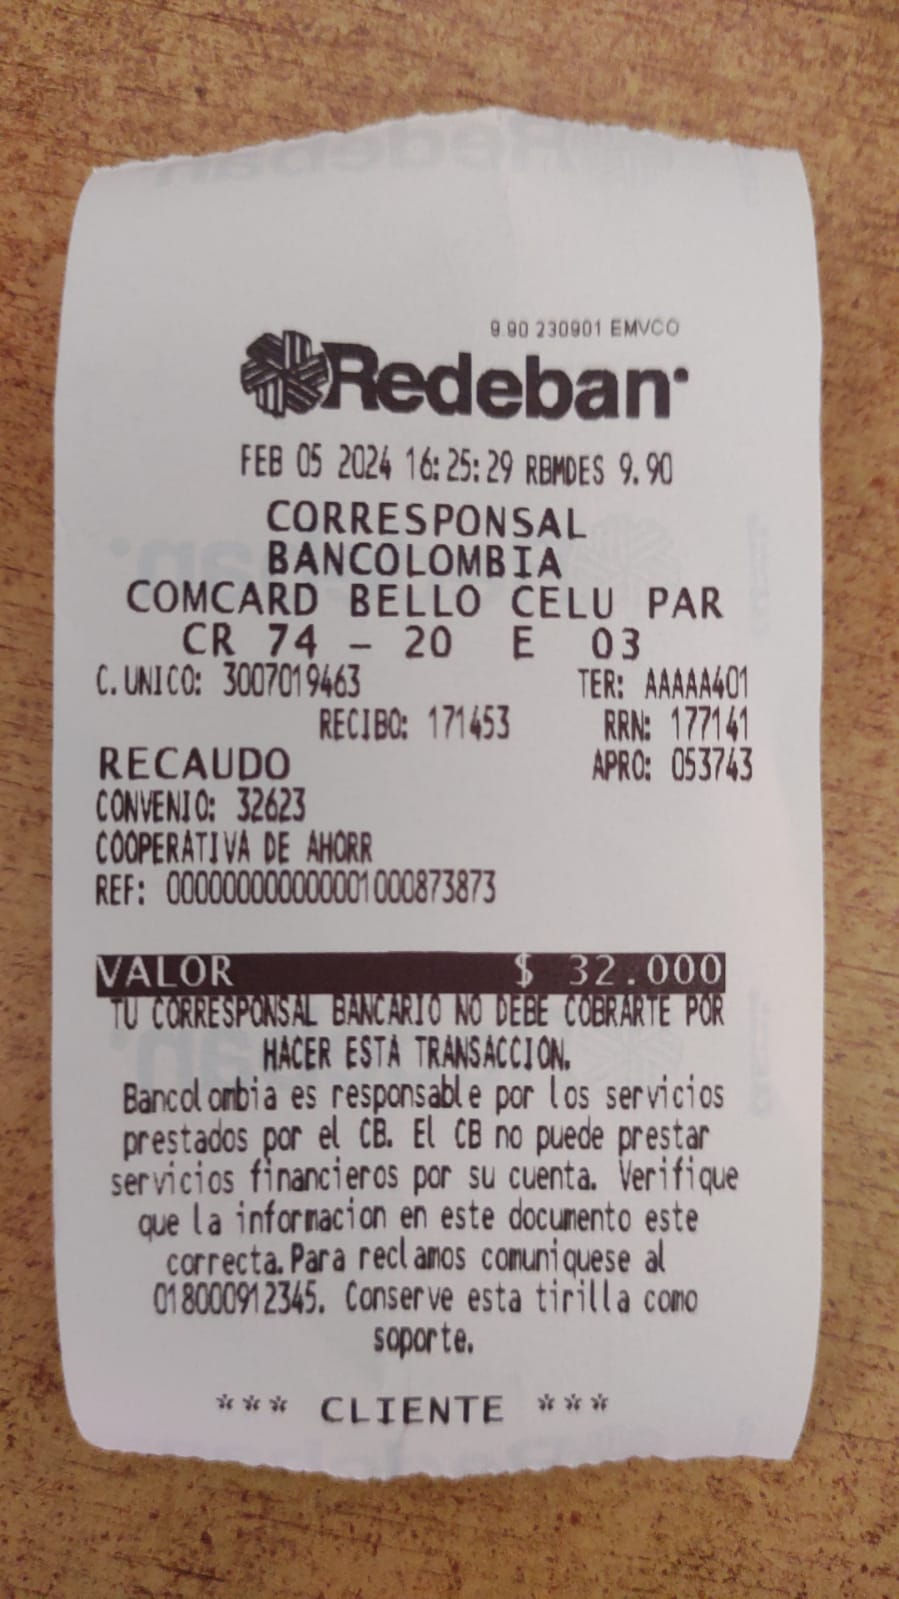 9.90 230901 EMVCO
Redeban
FEB 05 2024 16:25:29 RBMDES 9.90
CORRESPONSAL
BANCOLOMBIA
COMCARD BELLO CELU PAR
CR 74 - 20 E 03
C. UNICO: 3007019463 TER: AAAAA401
RECIBO: 171453 RRN: 177141
RECAUDO APRO: 053743
CONVENIO: 32623
COOPERATIVA DE AHORR
REF: 0000000000000001000873873
VALOR $ 32.000
TU CORRESPONSAL BANCARIO NO DEBE COBRARTE POR
HACER ESTA TRANSACCION.
Bancolombia es responsable por los servicios
prestados por el CB. El CB no puede prestar
servicios financieros por su cuenta. Verifique
que la informacion en este documento este
correcta. Para reclamos comuniquese al
018000912345. Conserve esta tirilla como
soporte.
*** CLIENTE ***